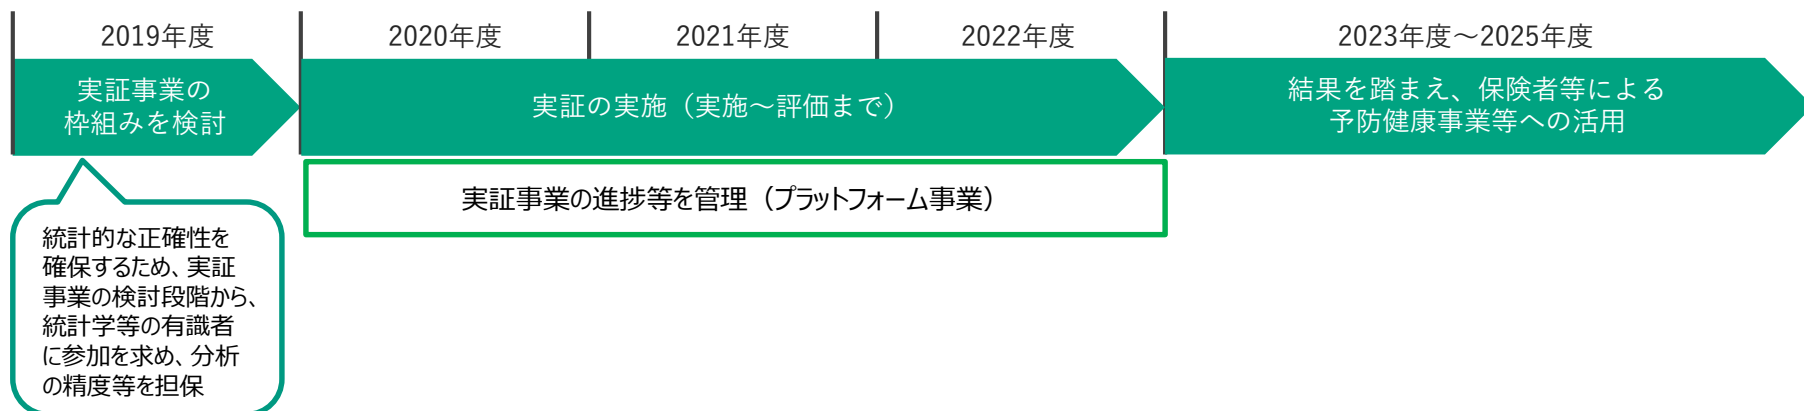 2019年度
2020年度
2021年度
2022年度
2023年度~2025年度
実証事業の
枠組みを検討
実証の実施（実施～評価まで）
結果を踏まえ、保険者等による
予防健康事業等への活用
実証事業の進捗等を管理（プラットフォーム事業）
統計的な正確性を
確保するため、実証
事業の検討段階から、
統計学等の有識者
に参加を求め、分析
の精度等を担保